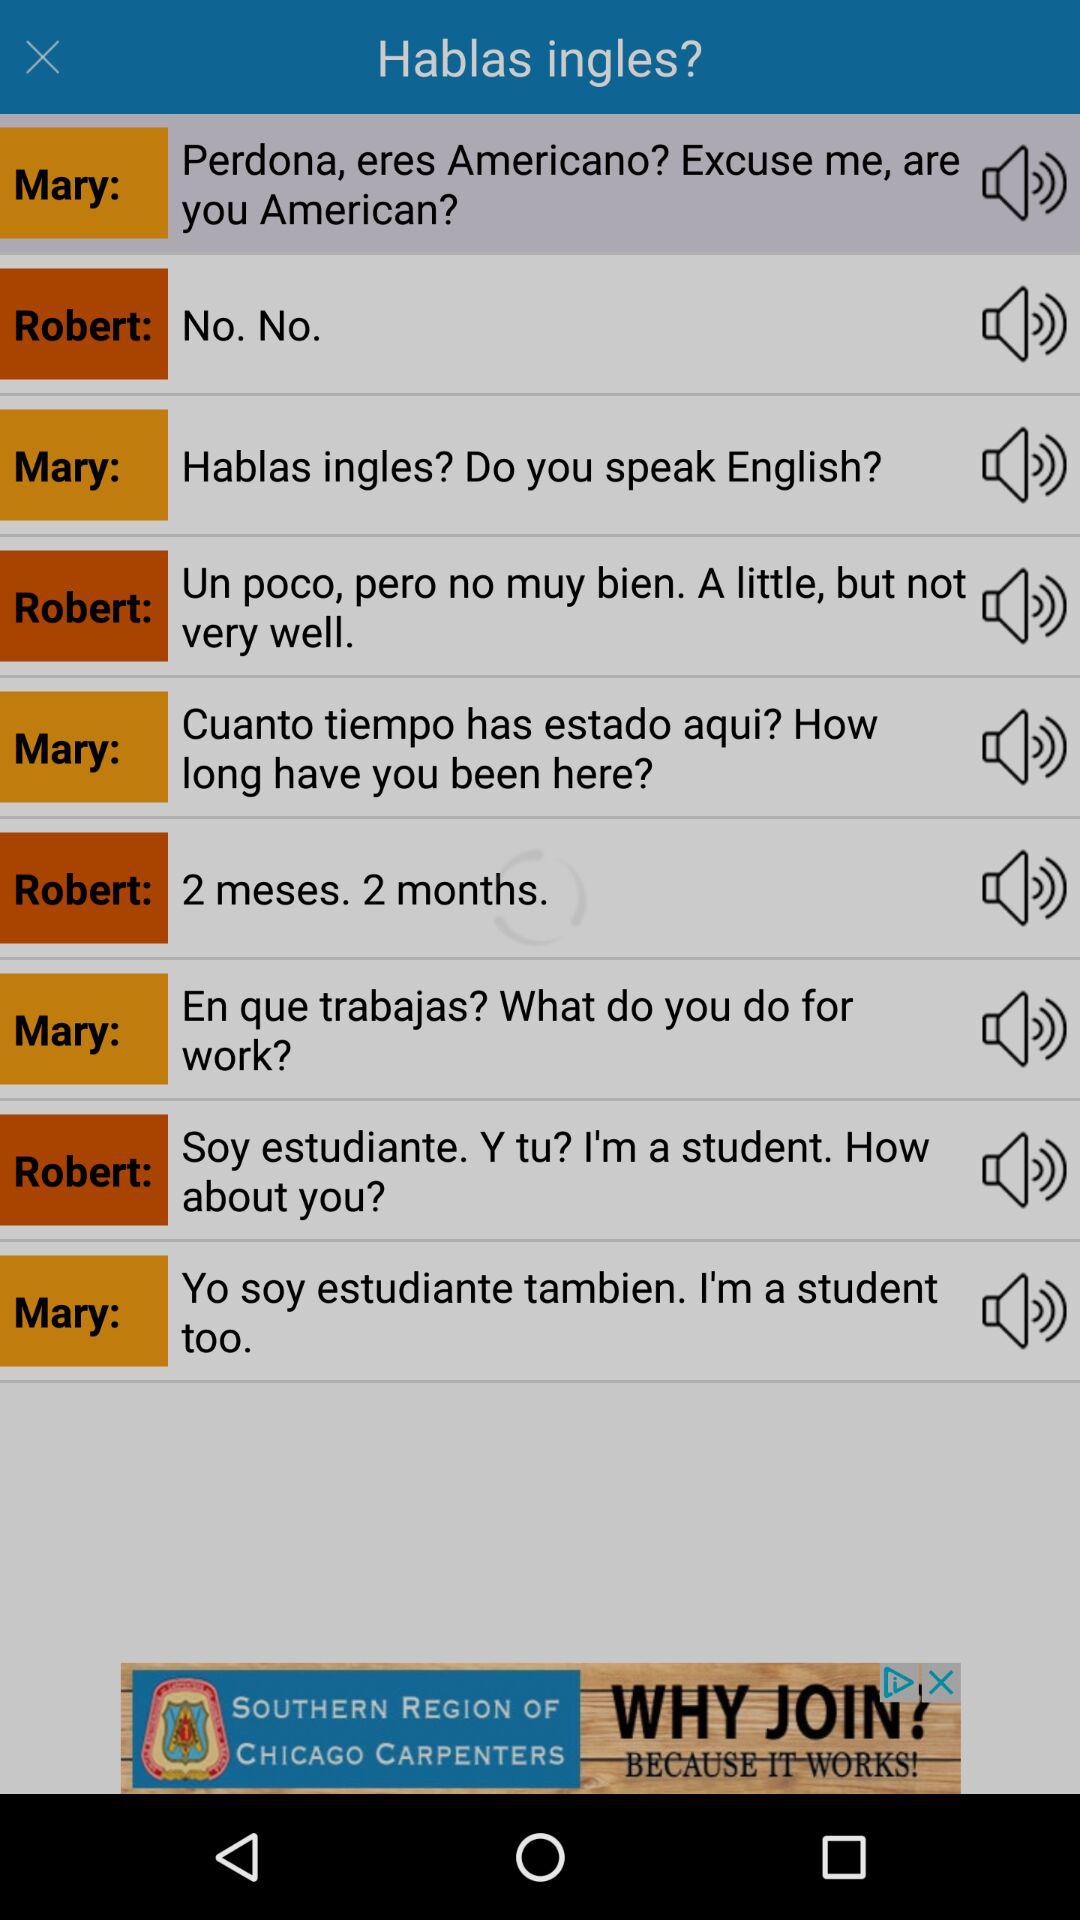 Hablas ingles?
Mary:
Perdona, eres Americano? Excuse me, are
you American?
Robert:
No. No.
Mary:
Hablas ingles? Do you speak English?
Robert:
Un poco, pero no muy bien. A little, but not
very well.
Mary:
Cuanto tiempo has estado aqui? How
long have you been here?
Robert:
2 meses. 2 months.
Mary:
En que trabajas? What do you do for
work?
Robert:
Soy estudiante. Y tu? I'm a student. How
about you?
Mary:
Yo soy estudiante tambien. I'm a student
too.
SOUTHERN REGION OF
CHICAGO CARPENTERS
WHY JOIN?
BECAUSE IT WORKS!